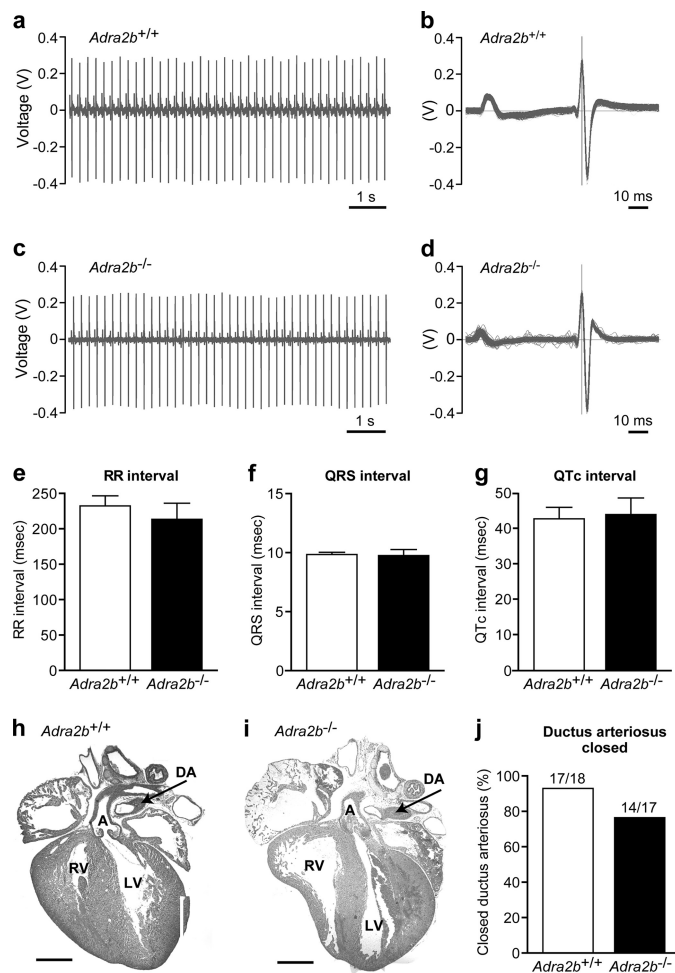 a
Adra2b+/+
0.4
0.2
0
-0.2
-0.4
Voltage (V)
1 s
b
Adra2b+/+
0.4
0.2
0
-0.2
-0.4
(V)
10 ms
c
Adra2b-/-
0.4
0.2
0
-0.2
-0.4
Voltage (V)
1 s
d
Adra2b-/-
0.4
0.2
0
-0.2
-0.4
(V)
10 ms
e
RR interval
250
200
150
100
50
0
RR interval (msec)
Adra2b+/+ Adra2b-/-
f
QRS interval
15
10
5
0
QRS interval (msec)
Adra2b+/+ Adra2b-/-
g
QTc interval
50
40
30
20
10
0
QTc interval (msec)
Adra2b+/+ Adra2b-/-
h
Adra2b+/+
DA
A
RV
LV
i
Adra2b-/-
DA
A
RV
LV
j
Ductus arteriosus
closed
100
80
60
40
20
0
Closed ductus arteriosus (%)
17/18
14/17
Adra2b+/+ Adra2b-/-